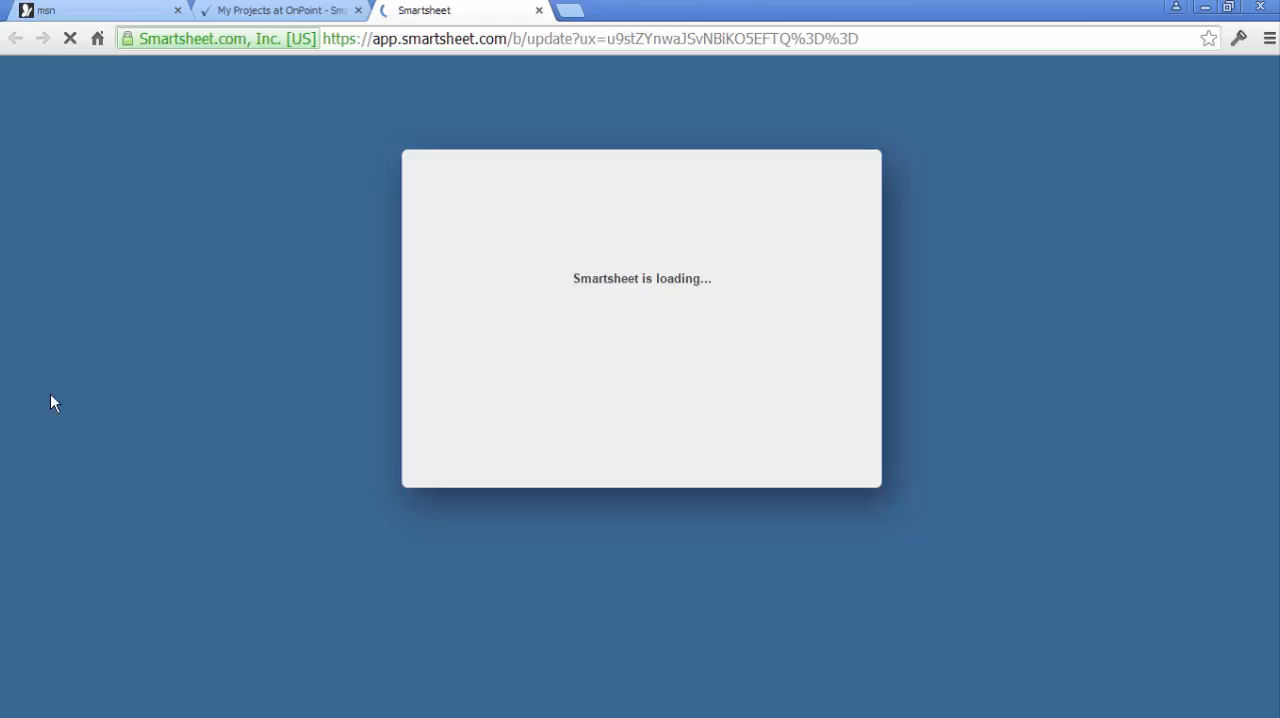 msn
My Projects at OnPoint - Sma
Smartsheet
Smartsheet.com, Inc. [US] https://app.smartsheet.com/b/update?ux=u9stZYnwaJSvNBiKO5EFTQ%3D%3D
Smartsheet is loading...